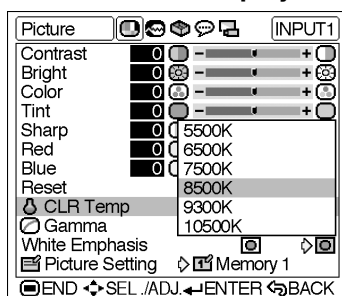 Picture INPUT1
Contrast 0 - +
Bright 0 - +
Color 0 - +
Tint 0 - +
Sharp 0 5500K
Red 0 6500K
Blue 0 7500K
Reset 8500K
CLR Temp 9300K
Gamma 10500K
White Emphasis
Picture Setting Memory 1
END SEL./ADJ. ENTER BACK